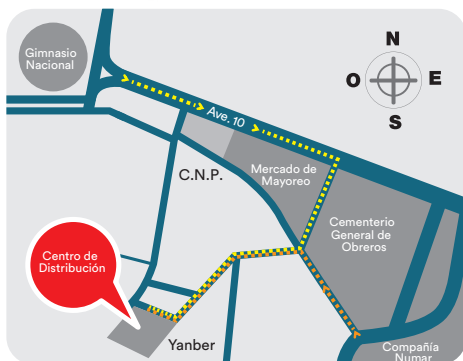 Gimnasio
Nacional
N
O
E
S
Ave. 10
C.N.P.
Mercado de
Mayoreo
Cementerio
General de
Obreros
Centro de
Distribución
Yanber
Compañía
Numar